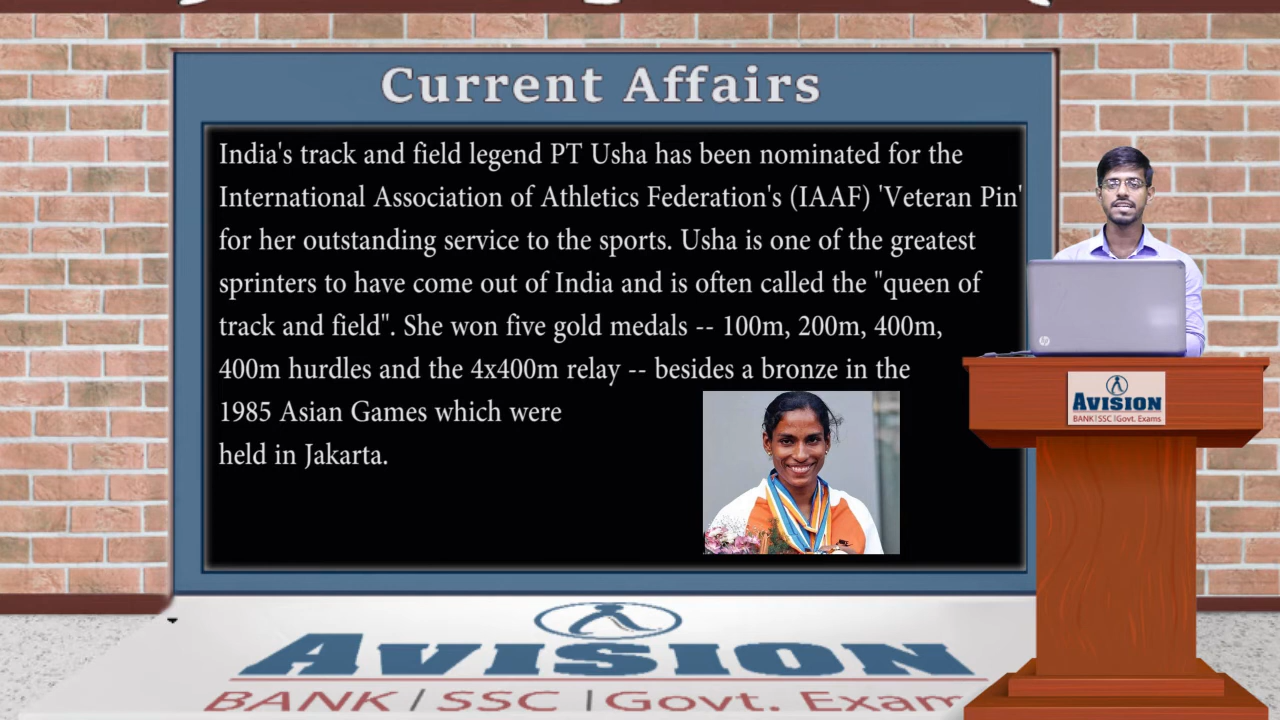 Current Affairs
India's track and field legend PT Usha has been nominated for the
International Association of Athletics Federation's (IAAF) 'Veteran Pin'
for her outstanding service to the sports. Usha is one of the greatest
sprinters to have come out of India and is often called the "queen of
track and field". She won five gold medals -- 100m, 200m, 400m,
400m hurdles and the 4x400m relay -- besides a bronze in the
1985 Asian Games which were
held in Jakarta.
hp
AVISION
BANK|SSC|Govt. Exams
AVISION
BANK | SSC | Govt. Exam